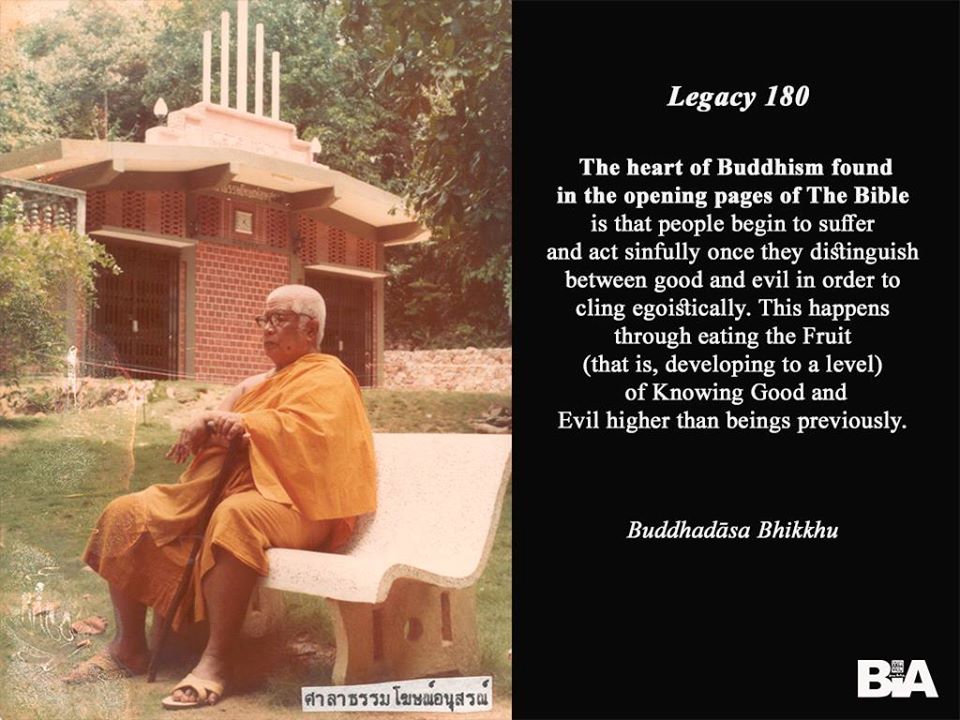 Legacy 180
The heart of Buddhism found
in the opening pages of The Bible
is that people begin to suffer
and act sinfully once they distinguish
between good and evil in order to
cling egoistically. This happens
through eating the Fruit
(that is, developing to a level)
of Knowing Good and
Evil higher than beings previously.
Buddhadāsa Bhikkhu
ศาลาธรรมโฆษณ์อนุสรณ์
BiA